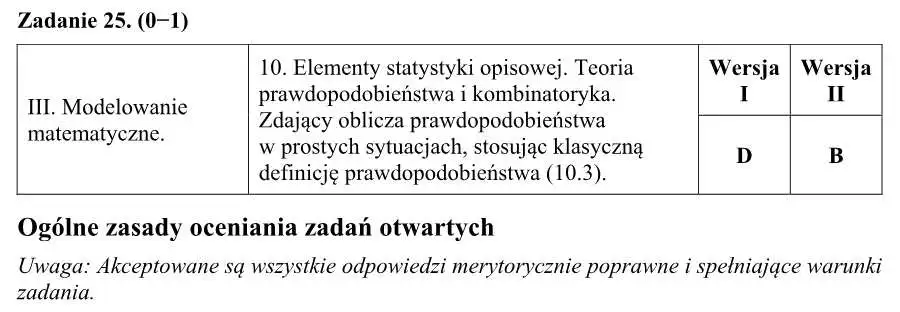 Zadanie 25. (0−1)
III. Modelowanie
matematyczne.
10. Elementy statystyki opisowej. Teoria
prawdopodobieństwa i kombinatoryka.
Zdający oblicza prawdopodobieństwa
w prostych sytuacjach, stosując klasyczną
definicję prawdopodobieństwa (10.3).
Wersja
I
Wersja
II
D
B
Ogólne zasady oceniania zadań otwartych
Uwaga: Akceptowane są wszystkie odpowiedzi merytorycznie poprawne i spełniające warunki
zadania.